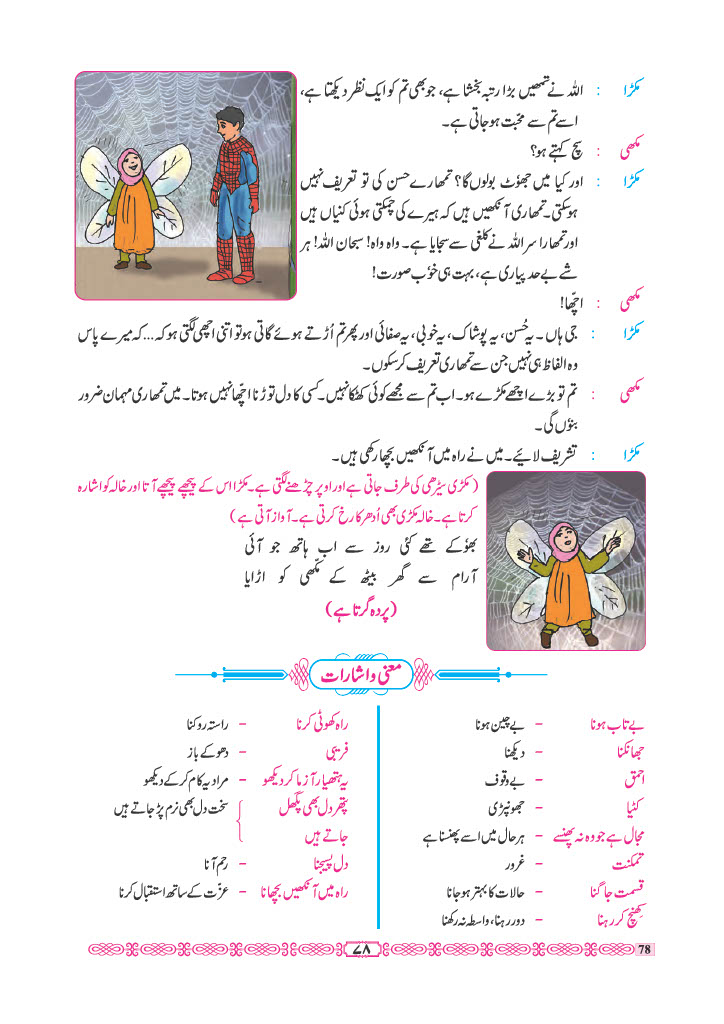 مکڑا : اللہ نے تمھیں بڑا رتبہ بخشا ہے، جو بھی تم کو ایک نظر دیکھتا ہے،
اسے تم سے محبت ہو جاتی ہے۔
مکھی : سچ کہتے ہو؟
مکڑا : اور کیا میں جھوٹ بولوں گا؟ تمھارے حسن کی تو تعریف نہیں
ہوسکتی۔ تمھاری آنکھیں ہیں کہ ہیرے کی چمکتی ہوئی کنیاں ہیں
اور تمھارا سر اللہ نے کلغی سے سجایا ہے۔ واہ واہ! سبحان اللہ! ہر
شے بے حد پیاری ہے، بہت ہی خوٗب صورت!
مکھی : اچّھا!
مکڑا : جی ہاں۔ یہ حُسن، یہ پوشاک، یہ خوبی، یہ صفائی اور پھر تم اُڑتے ہوئے گاتی ہو تو اتنی اچھی لگتی ہو کہ... کہ میرے پاس
وہ الفاظ ہی نہیں جن سے تمھاری تعریف کرسکوں۔
مکھی : تم تو بڑے اچھے مکڑے ہو۔ اب تم سے مجھے کوئی کھٹکا نہیں۔ کسی کا دل توڑنا اچّھا نہیں ہوتا۔ میں تمھاری مہمان ضرور
بنوٗں گی۔
مکڑا : تشریف لائیے۔ میں نے راہ میں آنکھیں بچھا رکھی ہیں۔
(مکڑی سیڑھی کی طرف جاتی ہے اور اوپر چڑھنے لگتی ہے۔ مکڑا اس کے پیچھے پیچھے آتا اور خالہ کو اشارہ
کرتا ہے۔ خالہ مکڑی بھی اُدھر کا رخ کرتی ہے۔ آواز آتی ہے)
بھوٗکے تھے کئی روز سے اب ہاتھ جو آئی
آرام سے گھر بیٹھ کے مکّھی کو اڑایا
(پردہ گرتا ہے)
معنی و اشارات
بے تاب ہونا – بے چین ہونا
جھانکنا – دیکھنا
احمق – بے وقوف
کٹیا – جھونپڑی
مجال ہے جو وہ نہ پھنسے – ہر حال میں اسے پھنسنا ہے
تمکنت – غرور
قسمت جاگنا – حالات کا بہتر ہو جانا
کھنچ کر رہنا – دور رہنا، واسطہ نہ رکھنا
راہ کھوٹی کرنا – راستہ روکنا
فریبی – دھوکے باز
یہ ہتھیار آزما کر دیکھو – مراد یہ کام کرکے دیکھو
پتھر دل بھی پگھل – سخت دل بھی نرم پڑ جاتے ہیں
جاتے ہیں
دل پسیجنا – رحم آنا
راہ میں آنکھیں بچھانا – عزّت کے ساتھ استقبال کرنا
۷۸
78